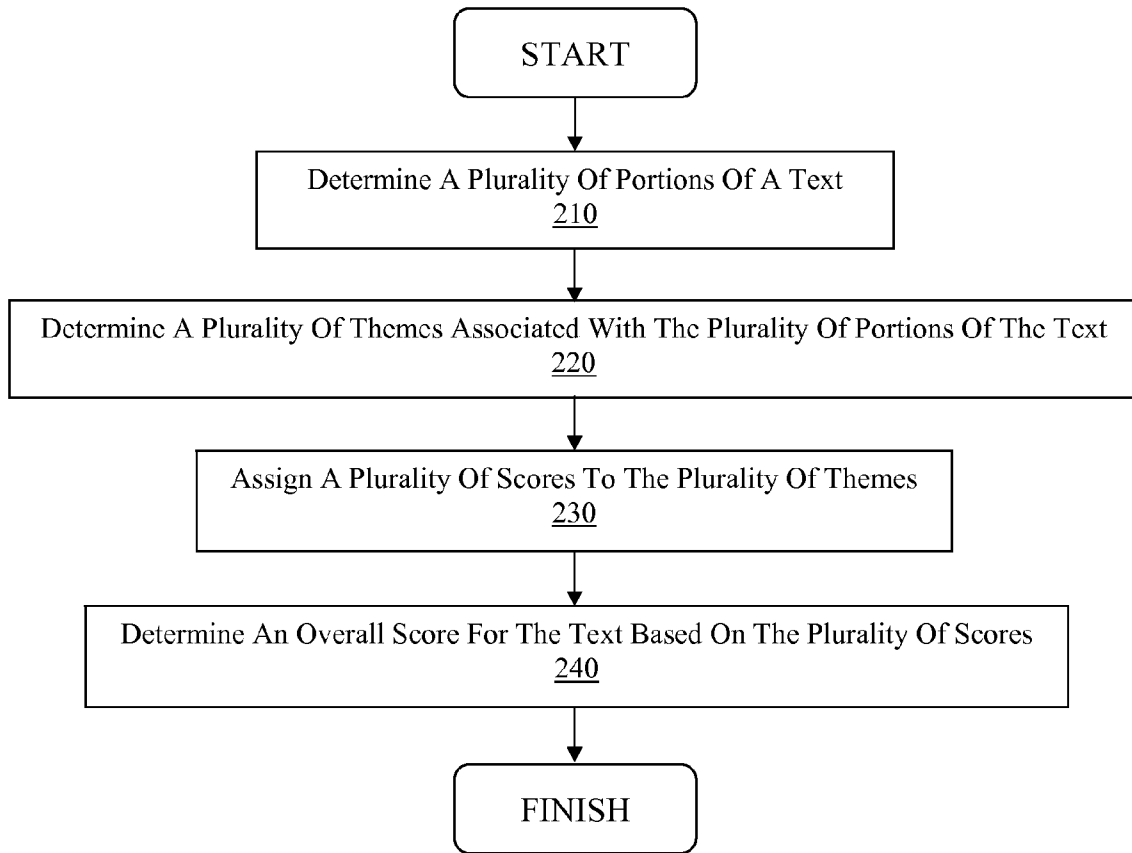 START
Determine A Plurality Of Portions Of A Text
210
Determine A Plurality Of Themes Associated With The Plurality Of Portions Of The Text
220
Assign A Plurality Of Scores To The Plurality Of Themes
230
Determine An Overall Score For The Text Based On The Plurality Of Scores
240
FINISH